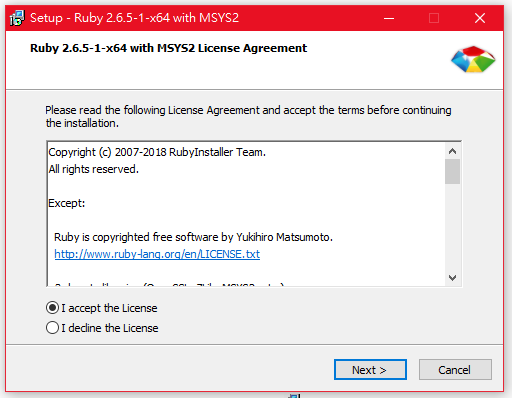 Setup - Ruby 2.6.5-1-x64 with MSYS2
Ruby 2.6.5-1-x64 with MSYS2 License Agreement
Please read the following License Agreement and accept the terms before continuing
the installation.
Copyright (c) 2007-2018 RubyInstaller Team.
All rights reserved.
Except:
Ruby is copyrighted free software by Yukihiro Matsumoto.
http://www.ruby-lang.org/en/LICENSE.txt
I accept the License
I decline the License
Next >
Cancel